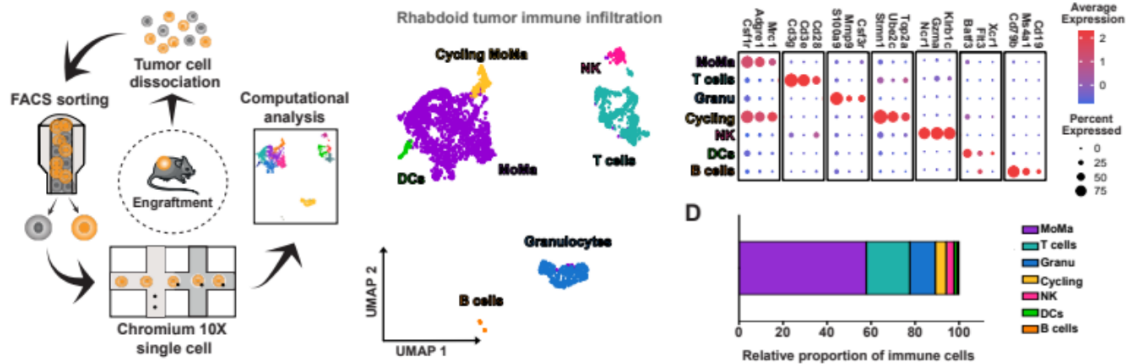 Tumor cell
dissociation
FACS sorting
Computational
analysis
Engraftment
Chromium 10X
single cell
Rhabdoid tumor immune infiltration
Cycling MoMa
NK
DCs
MoMa
T cells
Granulocytes
B cells
UMAP 2
UMAP 1
Csf1r
Adgre1
Mrc1
Cd3g
Cd3e
Cd28
S100a9
Mmp9
Csf3r
Stmn1
Ube2c
Top2a
Ncr1
Gzma
Klrb1c
Batf3
Flt3
Xcr1
Cd79b
Ms4a1
Cd19
MoMa
T cells
Granu
Cycling
NK
DCs
B cells
Average
Expression
2
1
0
Percent
Expressed
0
25
50
75
D
MoMa
T cells
Granu
Cycling
NK
DCs
B cells
0 20 40 60 80 100
Relative proportion of immune cells